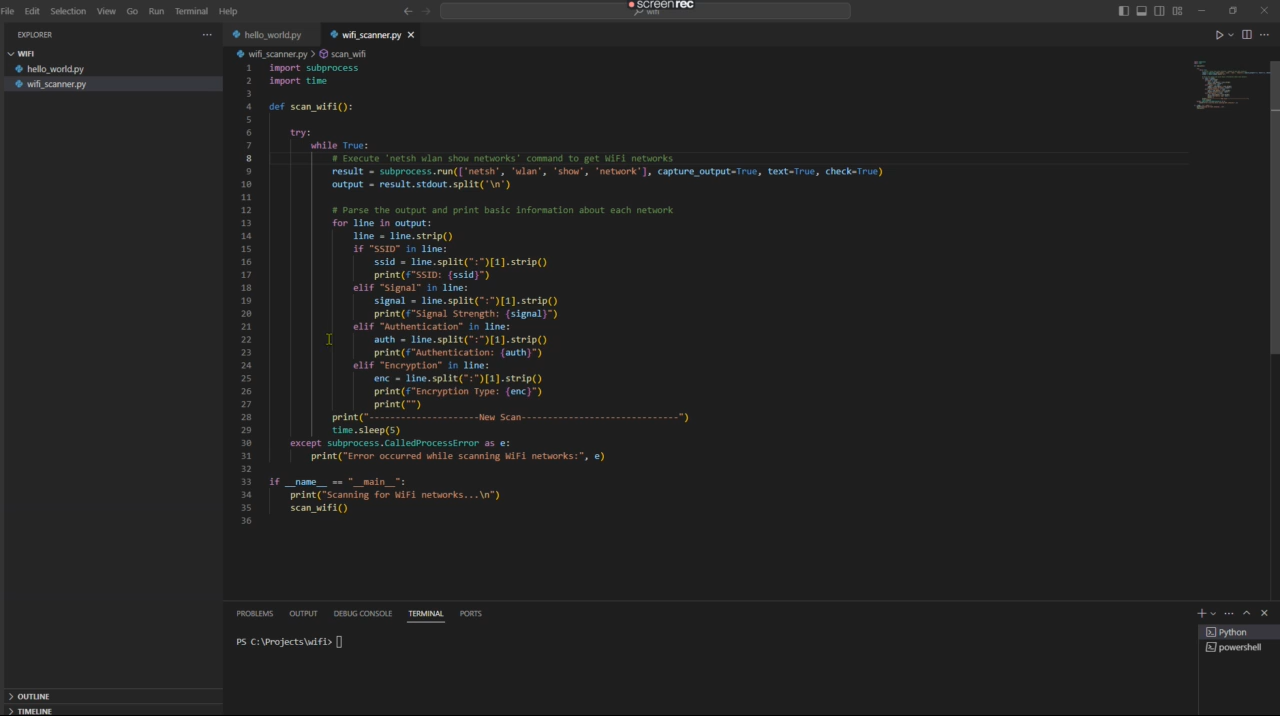 File Edit Selection View Go Run Terminal Help
screenrec
wifi
EXPLORER
hello_world.py
wifi_scanner.py
WIFI
hello_world.py
wifi_scanner.py
wifi_scanner.py > scan_wifi
1 import subprocess
2 import time
3
4 def scan_wifi():
5
6 try:
7 while True:
8 # Execute 'netsh wlan show networks' command to get WiFi networks
9 result = subprocess.run(['netsh', 'wlan', 'show', 'network'], capture_output=True, text=True, check=True)
10 output = result.stdout.split('\n')
11
12 # Parse the output and print basic information about each network
13 for line in output:
14 line = line.strip()
15 if "SSID" in line:
16 ssid = line.split(":")[1].strip()
17 print(f"SSID: {ssid}")
18 elif "Signal" in line:
19 signal = line.split(":")[1].strip()
20 print(f"Signal Strength: {signal}")
21 elif "Authentication" in line:
22 auth = line.split(":")[1].strip()
23 print(f"Authentication: {auth}")
24 elif "Encryption" in line:
25 enc = line.split(":")[1].strip()
26 print(f"Encryption Type: {enc}")
27 print("")
28 print("---------------------New Scan------------------------------")
29 time.sleep(5)
30 except subprocess.CalledProcessError as e:
31 print("Error occurred while scanning WiFi networks:", e)
32
33 if __name__ == "__main__":
34 print("Scanning for WiFi networks...\n")
35 scan_wifi()
36
PROBLEMS OUTPUT DEBUG CONSOLE TERMINAL PORTS
PS C:\Projects\wifi>
Python
powershell
OUTLINE
TIMELINE